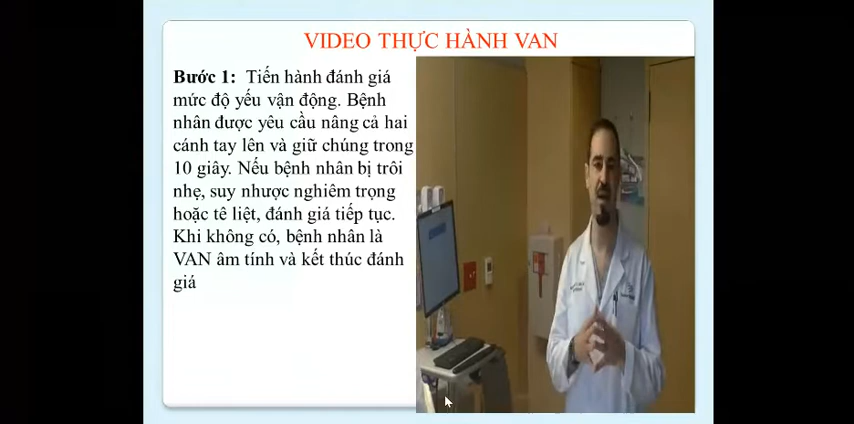 VIDEO THỰC HÀNH VAN
Bước 1: Tiến hành đánh giá
mức độ yếu vận động. Bệnh
nhân được yêu cầu nâng cả hai
cánh tay lên và giữ chúng trong
10 giây. Nếu bệnh nhân bị trôi
nhẹ, suy nhược nghiêm trọng
hoặc tê liệt, đánh giá tiếp tục.
Khi không có, bệnh nhân là
VAN âm tính và kết thúc đánh
giá